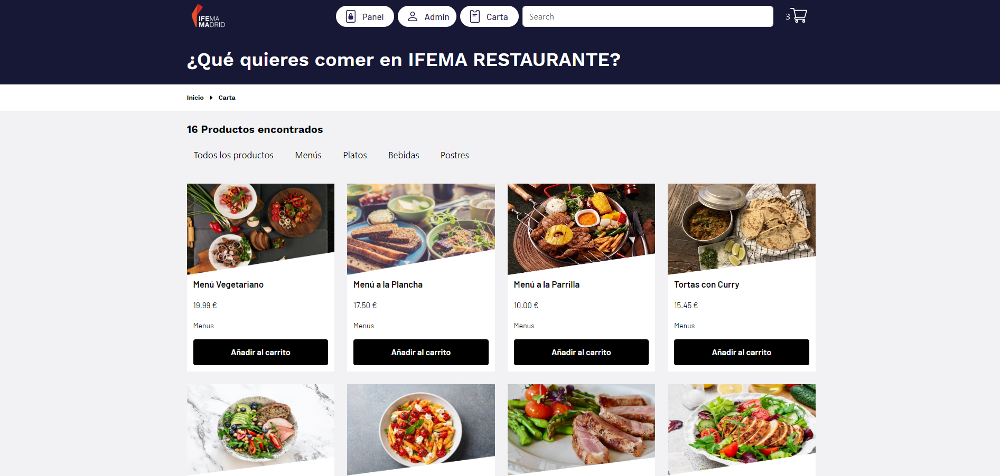 IFEMA
MADRID
Panel
Admin
Carta
Search
3
¿Qué quieres comer en IFEMA RESTAURANTE?
Inicio
Carta
16 Productos encontrados
Todos los productos
Menús
Platos
Bebidas
Postres
Menú Vegetariano
19.99 €
Menus
Añadir al carrito
Menú a la Plancha
17.50 €
Menus
Añadir al carrito
Menú a la Parrilla
10.00 €
Menus
Añadir al carrito
Tortas con Curry
15.45 €
Menus
Añadir al carrito